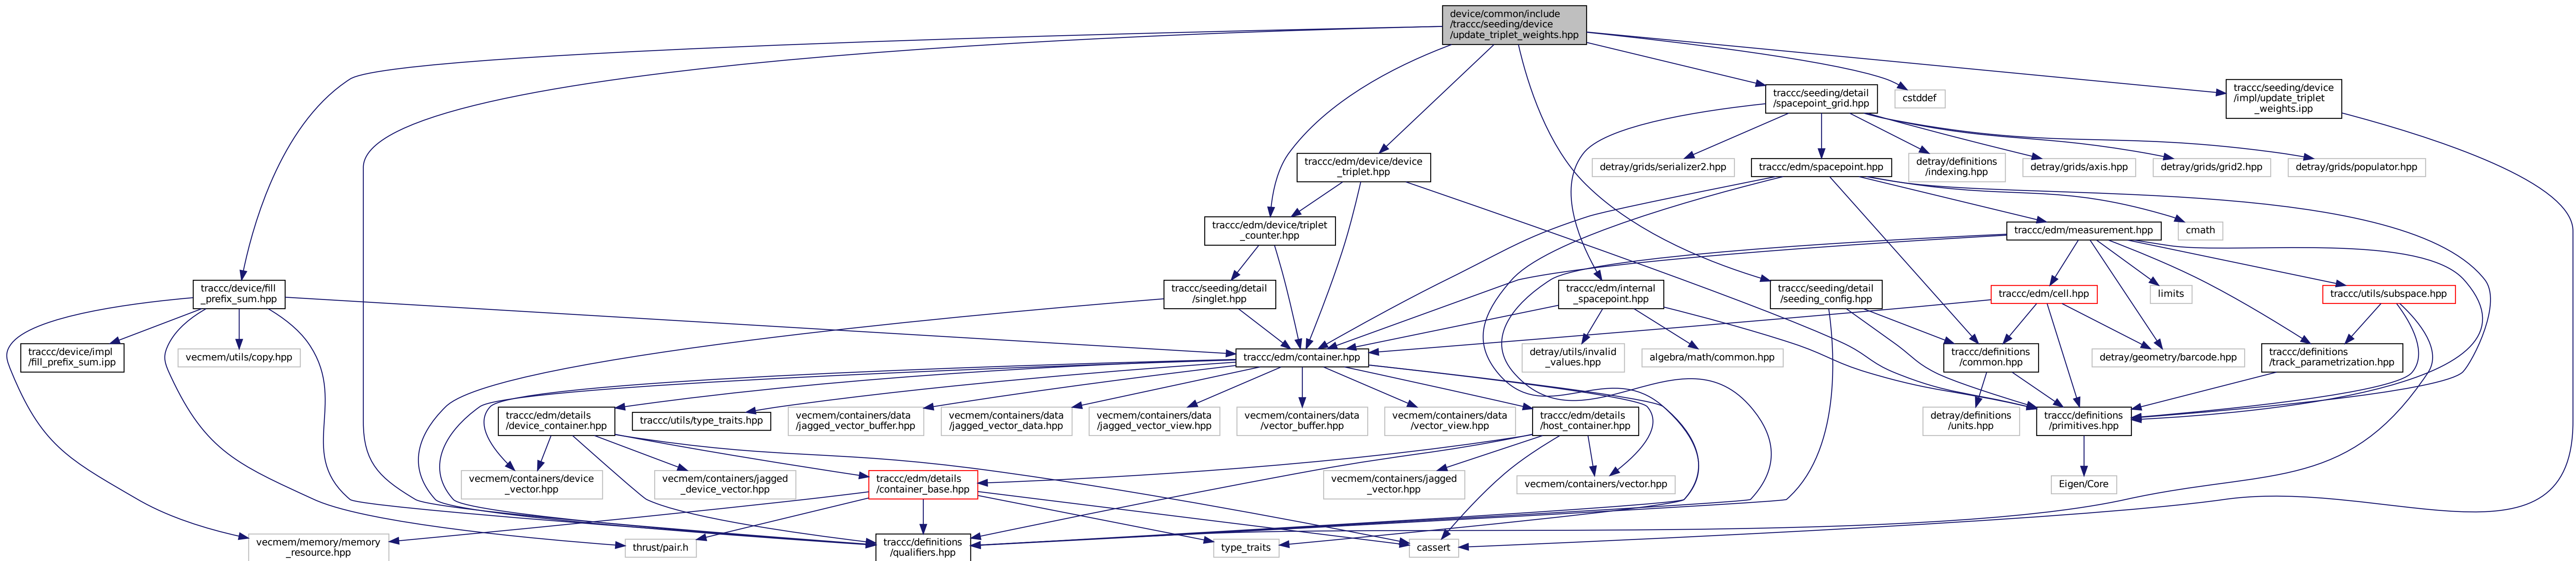 device/common/include
/traccc/seeding/device
/update_triplet_weights.hpp
traccc/seeding/detail
/spacepoint_grid.hpp
cstddef
traccc/seeding/device
/impl/update_triplet
_weights.ipp
traccc/edm/device/device
_triplet.hpp
detray/grids/serializer2.hpp
traccc/edm/spacepoint.hpp
detray/definitions
/indexing.hpp
detray/grids/axis.hpp
detray/grids/grid2.hpp
detray/grids/populator.hpp
traccc/edm/device/triplet
_counter.hpp
traccc/edm/measurement.hpp
cmath
traccc/device/fill
_prefix_sum.hpp
traccc/seeding/detail
/singlet.hpp
traccc/edm/internal
_spacepoint.hpp
traccc/seeding/detail
/seeding_config.hpp
traccc/edm/cell.hpp
limits
traccc/utils/subspace.hpp
traccc/device/impl
/fill_prefix_sum.ipp
vecmem/utils/copy.hpp
traccc/edm/container.hpp
detray/utils/invalid
_values.hpp
algebra/math/common.hpp
traccc/definitions
/common.hpp
detray/geometry/barcode.hpp
traccc/definitions
/track_parametrization.hpp
traccc/edm/details
/device_container.hpp
traccc/utils/type_traits.hpp
vecmem/containers/data
/jagged_vector_buffer.hpp
vecmem/containers/data
/jagged_vector_data.hpp
vecmem/containers/data
/jagged_vector_view.hpp
vecmem/containers/data
/vector_buffer.hpp
vecmem/containers/data
/vector_view.hpp
traccc/edm/details
/host_container.hpp
detray/definitions
/units.hpp
traccc/definitions
/primitives.hpp
vecmem/containers/device
_vector.hpp
vecmem/containers/jagged
_device_vector.hpp
traccc/edm/details
/container_base.hpp
vecmem/containers/jagged
_vector.hpp
vecmem/containers/vector.hpp
Eigen/Core
vecmem/memory/memory
_resource.hpp
thrust/pair.h
traccc/definitions
/qualifiers.hpp
type_traits
cassert